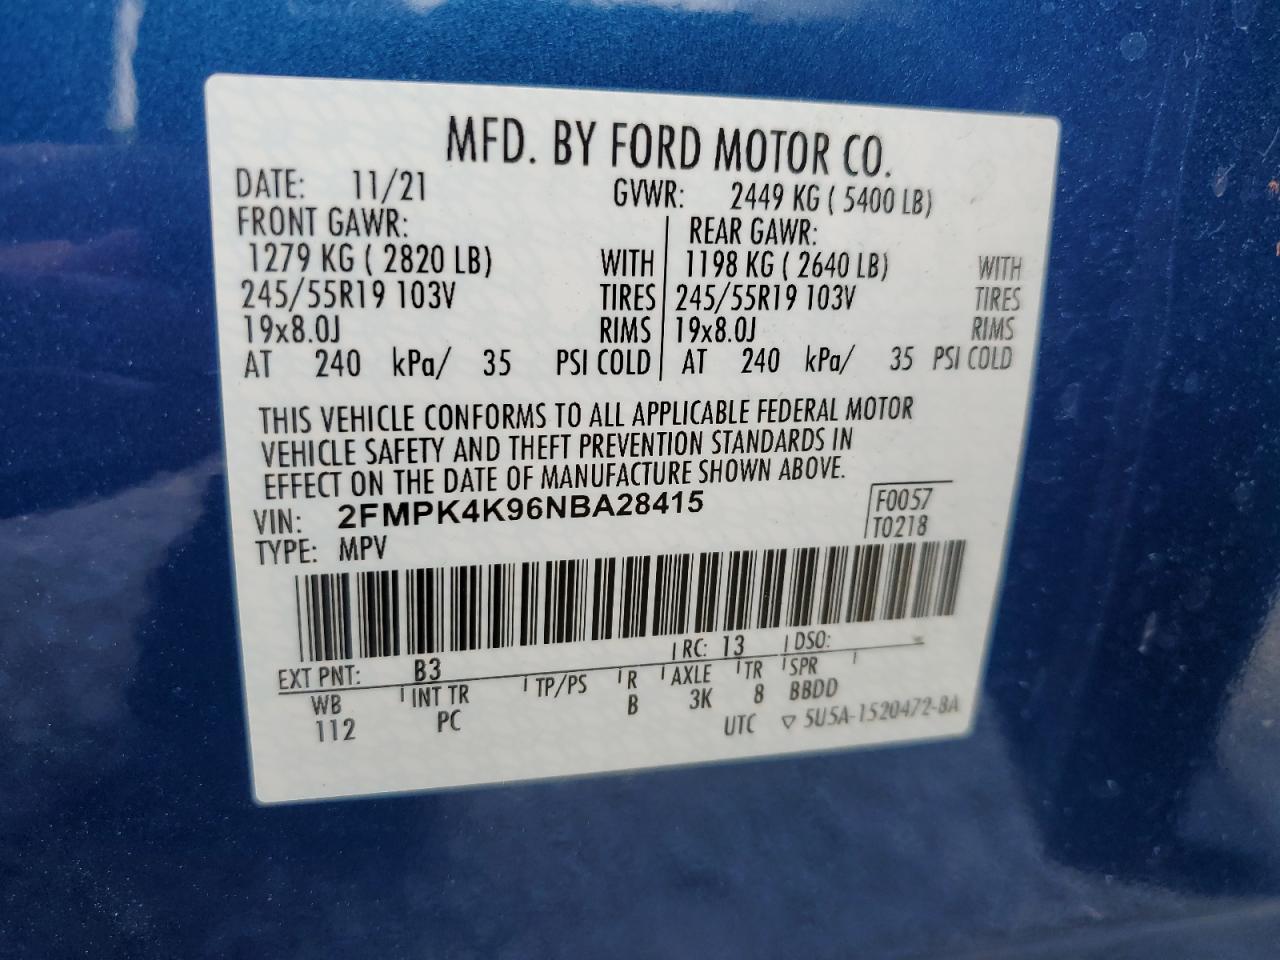 MFD. BY FORD MOTOR CO.
DATE: 11/21 GVWR: 2449 KG ( 5400 LB)
FRONT GAWR: REAR GAWR:
1279 KG ( 2820 LB) WITH 1198 KG ( 2640 LB) WITH
245/55R19 103V TIRES 245/55R19 103V TIRES
19x8.0J RIMS 19x8.0J RIMS
AT 240 kPa/ 35 PSI COLD AT 240 kPa/ 35 PSI COLD
THIS VEHICLE CONFORMS TO ALL APPLICABLE FEDERAL MOTOR
VEHICLE SAFETY AND THEFT PREVENTION STANDARDS IN
EFFECT ON THE DATE OF MANUFACTURE SHOWN ABOVE.
VIN: 2FMPK4K96NBA28415 F0057
TYPE: MPV T0218
EXT PNT: B3 RC: 13 DSO:
WB INT TR TP/PS R AXLE TR SPR
112 PC B 3K 8 BBDD
UTC ▽ 5U5A-1520472-BA